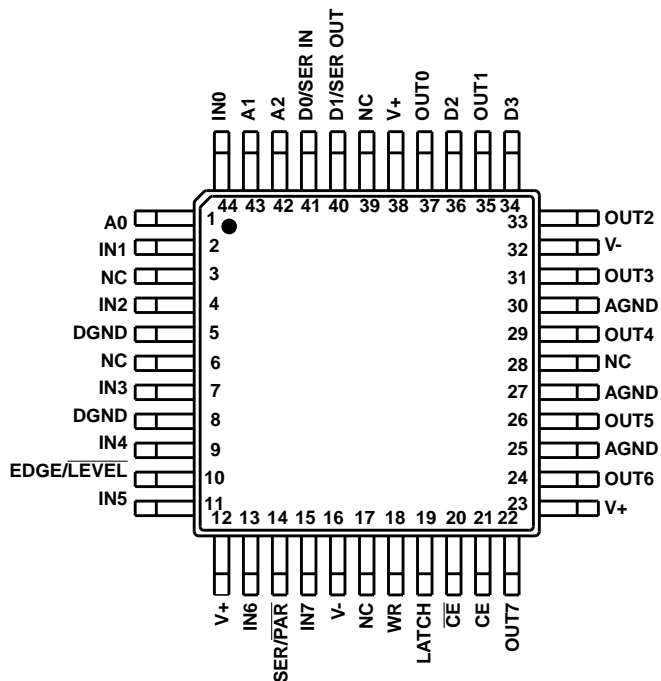 IN0
A1
A2
D0/SER IN
D1/SER OUT
NC
V+
OUT0
D2
OUT1
D3
44 43 42 41 40 39 38 37 36 35 34
A0 1
IN1 2
NC 3
IN2 4
DGND 5
NC 6
IN3 7
DGND 8
IN4 9
EDGE/LEVEL 10
IN5 11
33 OUT2
32 V-
31 OUT3
30 AGND
29 OUT4
28 NC
27 AGND
26 OUT5
25 AGND
24 OUT6
23 V+
12 13 14 15 16 17 18 19 20 21 22
V+
IN6
SER/PAR
IN7
V-
NC
WR
LATCH
CE
CE
OUT7